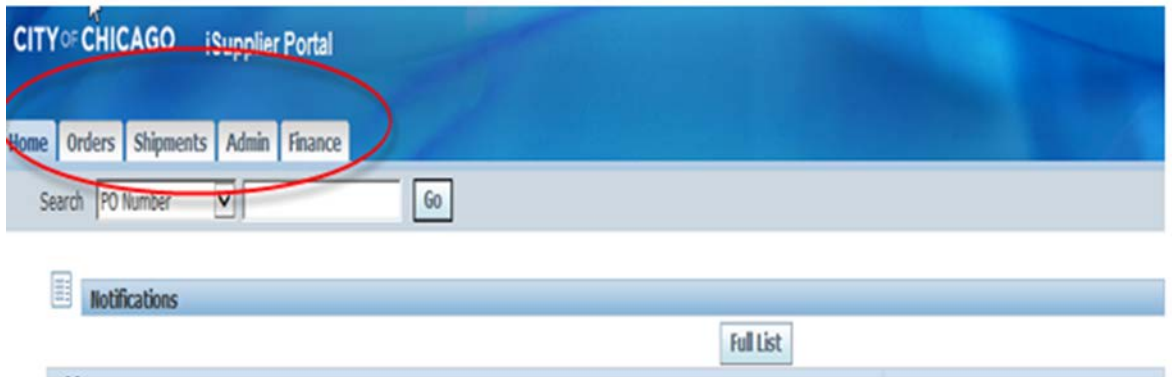 CITY OF CHICAGO iSupplier Portal
Home Orders Shipments Admin Finance
Search PO Number Go
Notifications
Full List